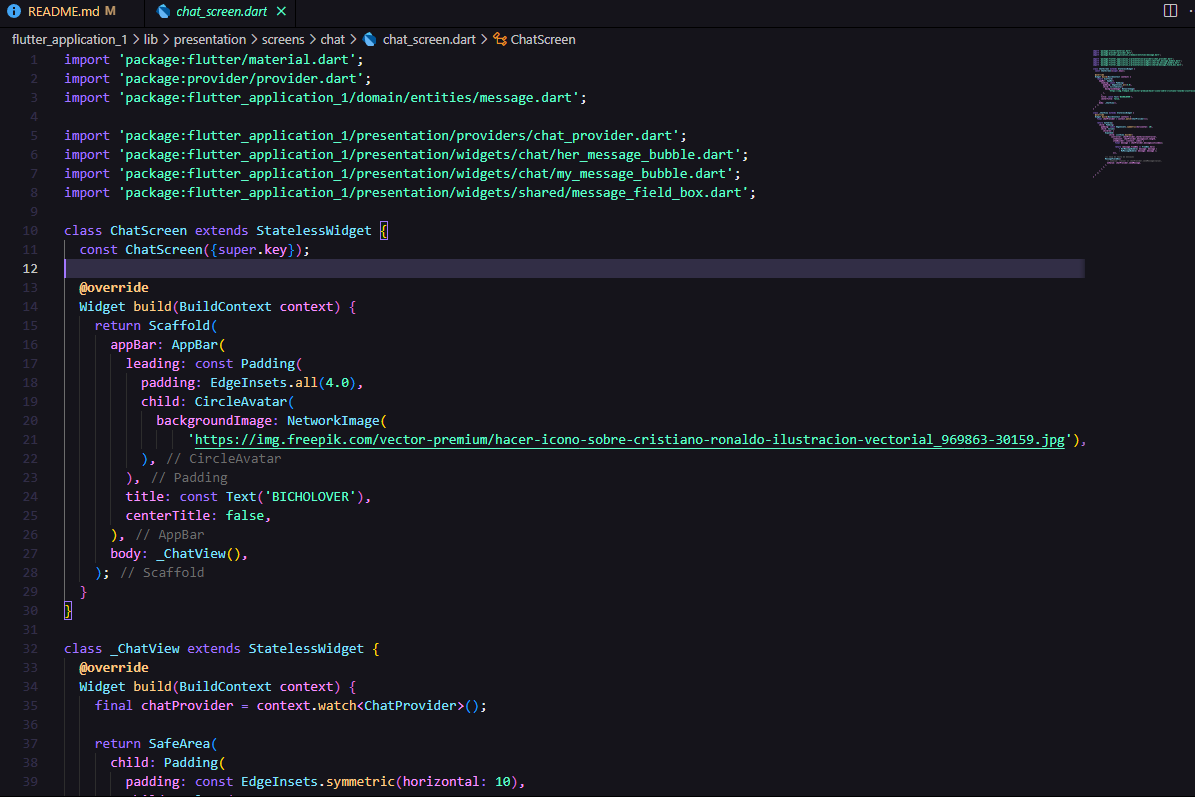 README.md M
chat_screen.dart
flutter_application_1 > lib > presentation > screens > chat > chat_screen.dart > ChatScreen
1 import 'package:flutter/material.dart';
2 import 'package:provider/provider.dart';
3 import 'package:flutter_application_1/domain/entities/message.dart';
4
5 import 'package:flutter_application_1/presentation/providers/chat_provider.dart';
6 import 'package:flutter_application_1/presentation/widgets/chat/her_message_bubble.dart';
7 import 'package:flutter_application_1/presentation/widgets/chat/my_message_bubble.dart';
8 import 'package:flutter_application_1/presentation/widgets/shared/message_field_box.dart';
9
10 class ChatScreen extends StatelessWidget {
11   const ChatScreen({super.key});
12
13   @override
14   Widget build(BuildContext context) {
15     return Scaffold(
16       appBar: AppBar(
17         leading: const Padding(
18           padding: EdgeInsets.all(4.0),
19           child: CircleAvatar(
20             backgroundImage: NetworkImage(
21                 'https://img.freepik.com/vector-premium/hacer-icono-sobre-cristiano-ronaldo-ilustracion-vectorial_969863-30159.jpg'),
22           ), // CircleAvatar
23         ), // Padding
24         title: const Text('BICHOLOVER'),
25         centerTitle: false,
26       ), // AppBar
27       body: _ChatView(),
28     ); // Scaffold
29   }
30 }
31
32 class _ChatView extends StatelessWidget {
33   @override
34   Widget build(BuildContext context) {
35     final chatProvider = context.watch<ChatProvider>();
36
37     return SafeArea(
38       child: Padding(
39         padding: const EdgeInsets.symmetric(horizontal: 10),